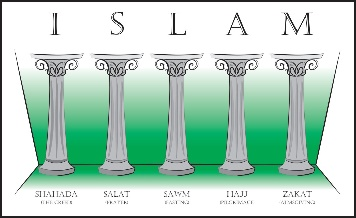 I S L A M
SHAHADA SALAT SAWM HAJJ ZAKAT
(PRAYER) (FASTING) (PILGRIMAGE) (ALMSGIVING)